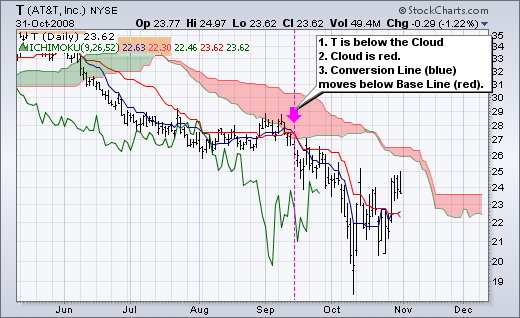 T (AT&T, Inc.) NYSE © StockCharts.com
31-Oct-2008 Op 23.77 Hi 24.97 Lo 23.62 Cl 23.62 Vol 49.4M Chg -0.29 (-1.22%)
T (Daily) 23.62
ICHIMOKU(9,26,52) 22.63 22.30 22.46 23.62 23.62
1. T is below the Cloud
2. Cloud is red.
3. Conversion Line (blue)
moves below Base Line (red).
35
34
33
32
31
30
29
28
27
26
25
24
23
22
21
20
19
18
Jun Jul Aug Sep Oct Nov Dec